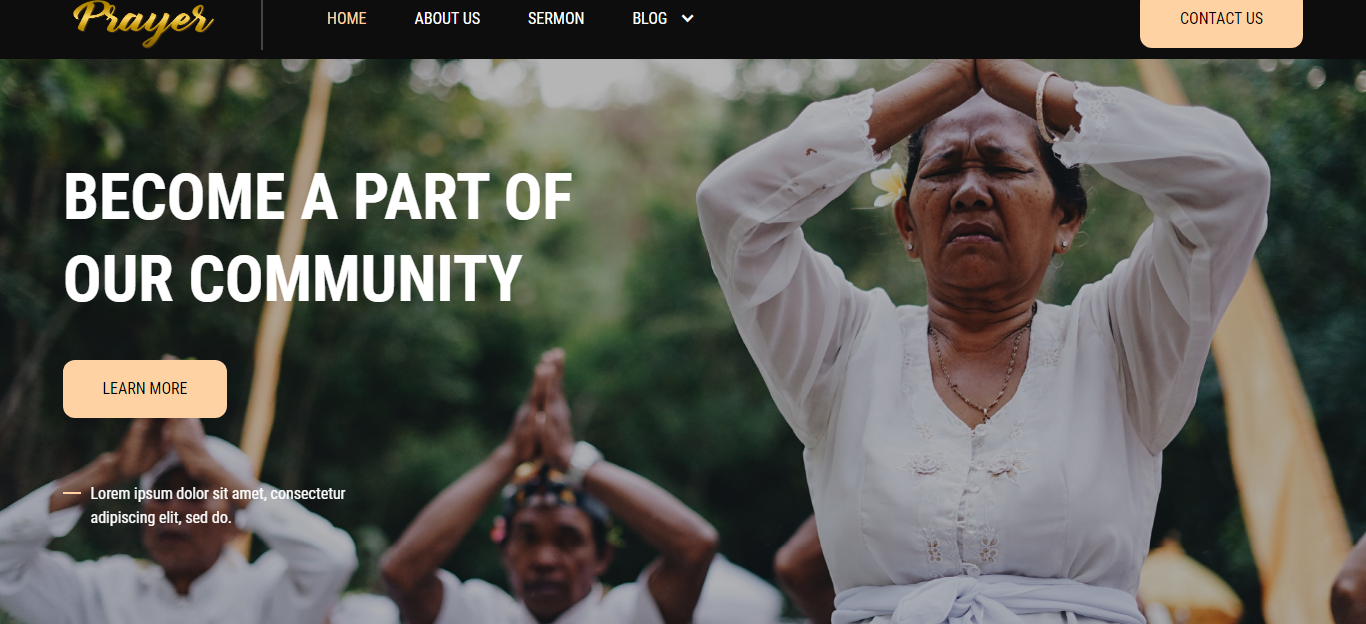 Prayer
HOME ABOUT US SERMON BLOG CONTACT US
BECOME A PART OF
OUR COMMUNITY
LEARN MORE
Lorem ipsum dolor sit amet, consectetur
adipiscing elit, sed do.